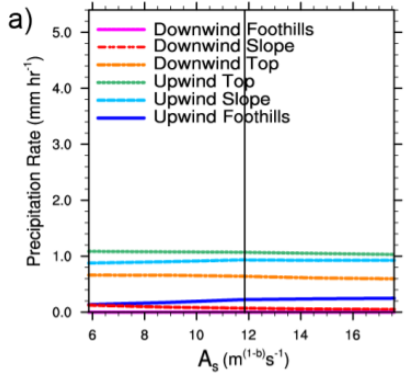 a)
Downwind Foothills
Downwind Slope
Downwind Top
Upwind Top
Upwind Slope
Upwind Foothills
Precipitation Rate (mm hr⁻¹)
5.0
4.0
3.0
2.0
1.0
0.0
6 8 10 12 14 16
Aₛ (m⁽¹⁻ᵇ⁾s⁻¹)